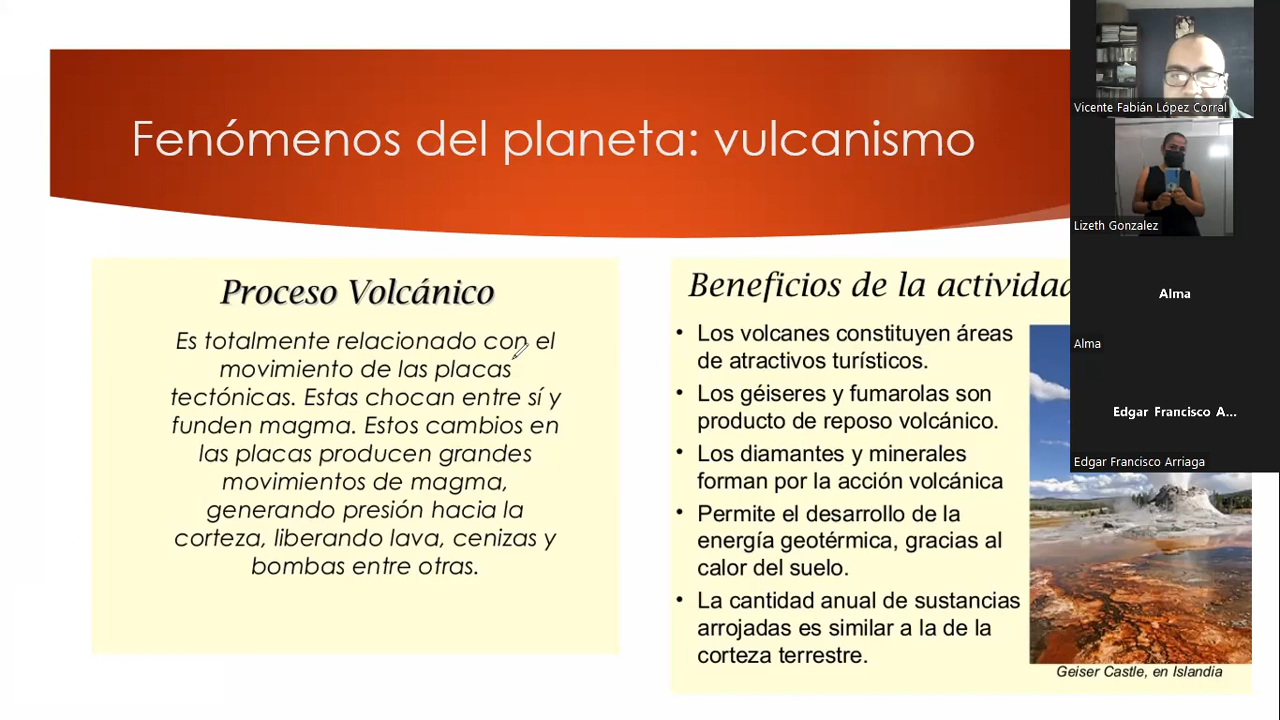 Fenómenos del planeta: vulcanismo
Proceso Volcánico
Es totalmente relacionado con el
movimiento de las placas
tectónicas. Estas chocan entre sí y
funden magma. Estos cambios en
las placas producen grandes
movimientos de magma,
generando presión hacia la
corteza, liberando lava, cenizas y
bombas entre otras.
Beneficios de la actividad
• Los volcanes constituyen áreas
de atractivos turísticos.
• Los géiseres y fumarolas son
producto de reposo volcánico.
• Los diamantes y minerales
forman por la acción volcánica
• Permite el desarrollo de la
energía geotérmica, gracias al
calor del suelo.
• La cantidad anual de sustancias
arrojadas es similar a la de la
corteza terrestre.
Geiser Castle, en Islandia
Vicente Fabián López Corral
Lizeth Gonzalez
Alma
Alma
Edgar Francisco A...
Edgar Francisco Arriaga